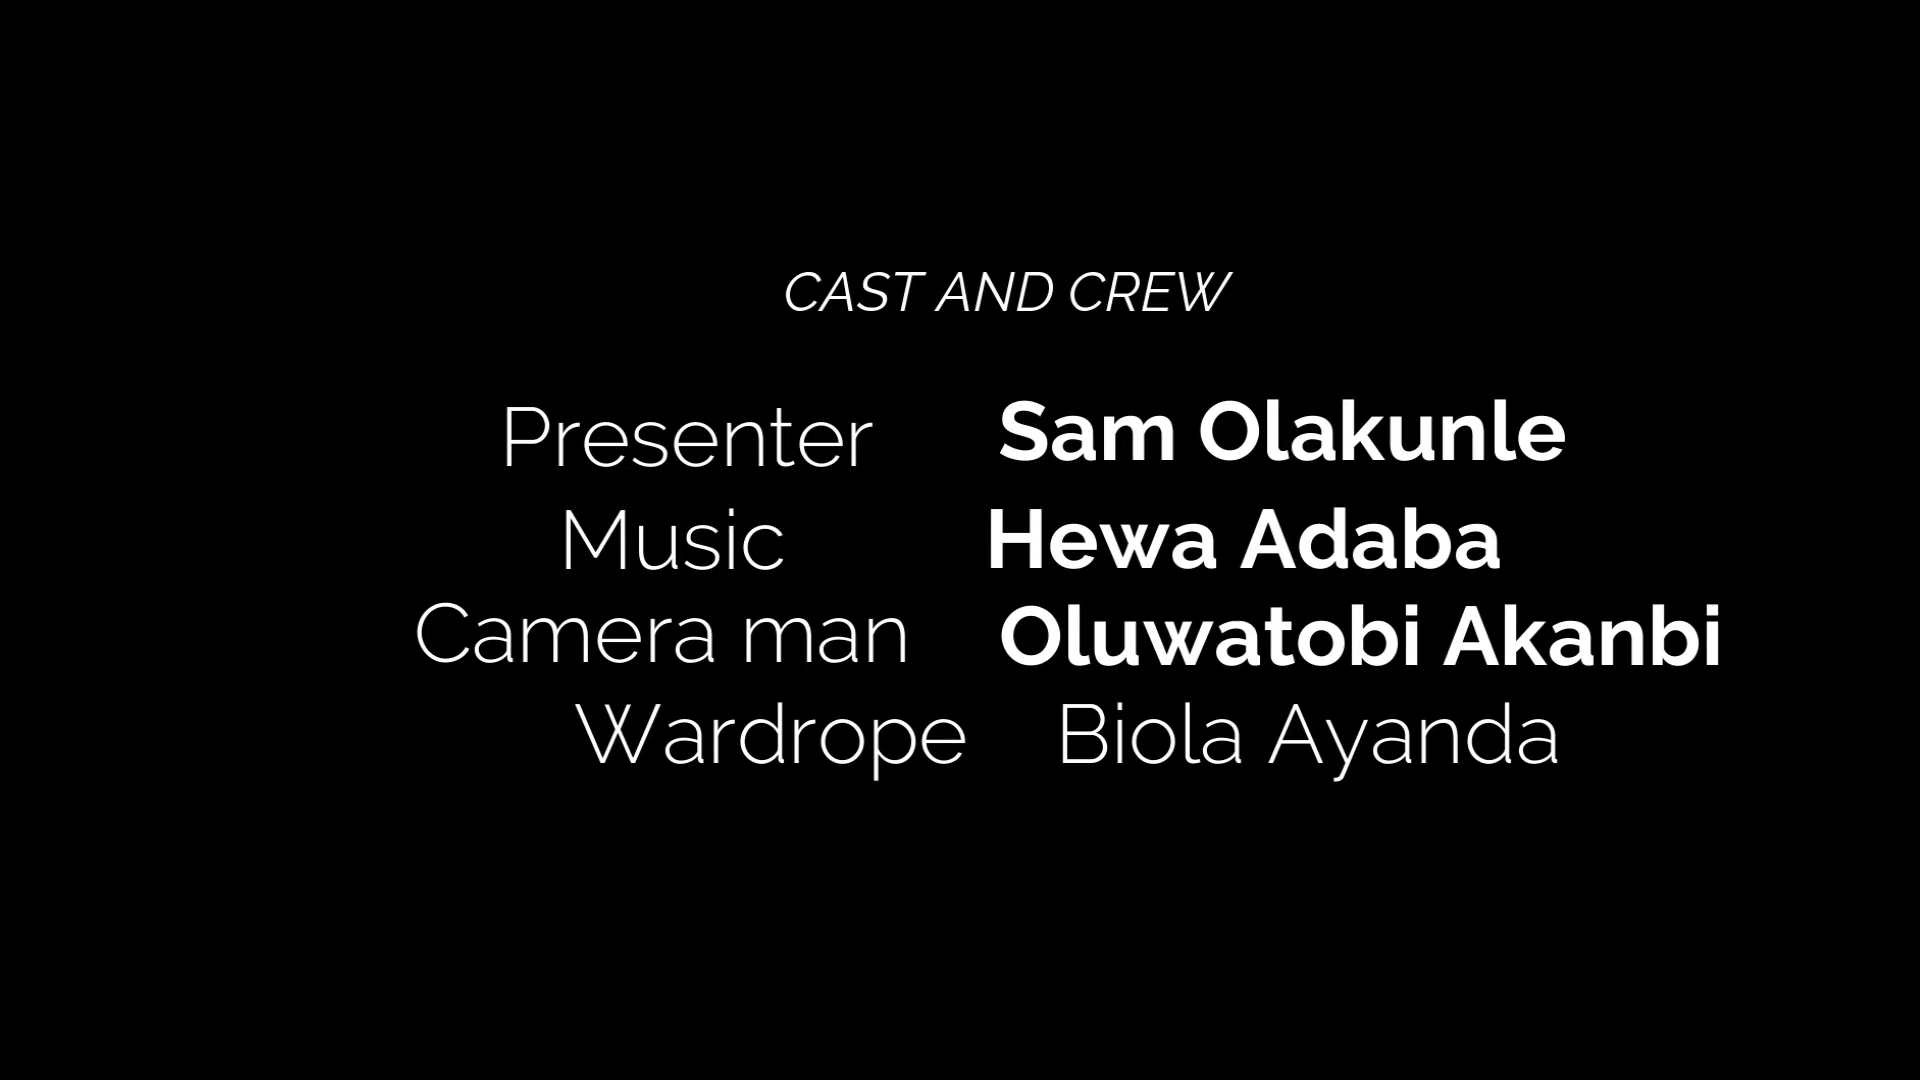 CAST AND CREW
Presenter Sam Olakunle
Music Hewa Adaba
Camera man Oluwatobi Akanbi
Wardrope Biola Ayanda